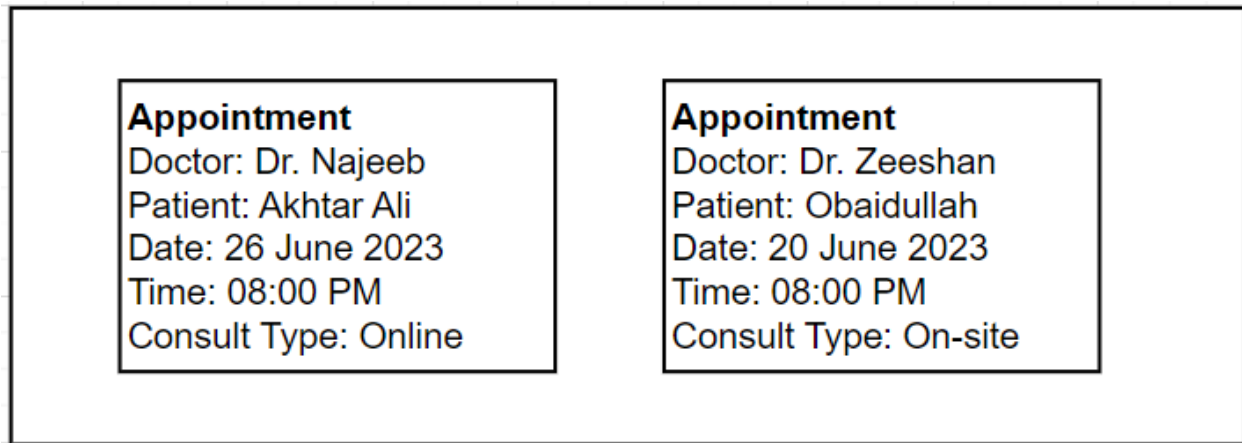 Appointment
Doctor: Dr. Najeeb
Patient: Akhtar Ali
Date: 26 June 2023
Time: 08:00 PM
Consult Type: Online
Appointment
Doctor: Dr. Zeeshan
Patient: Obaidullah
Date: 20 June 2023
Time: 08:00 PM
Consult Type: On-site